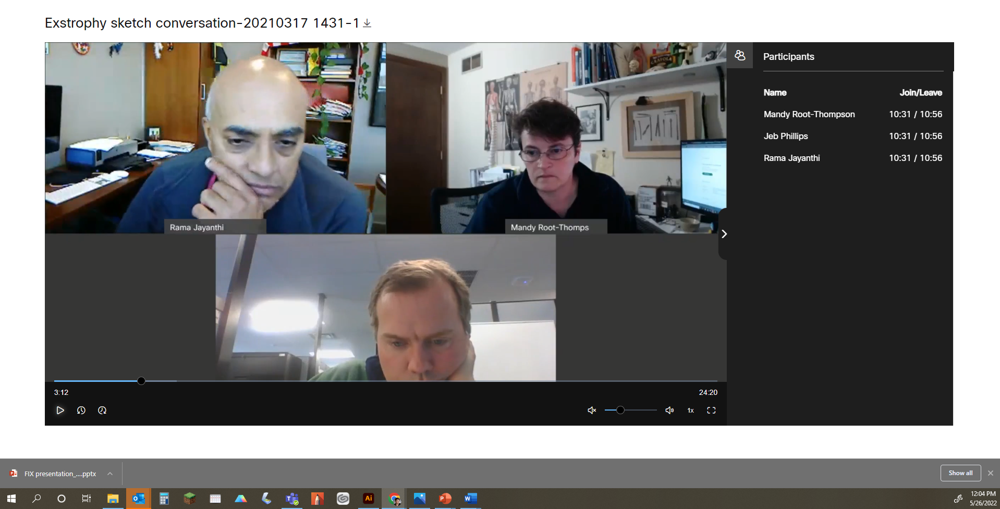 Exstrophy sketch conversation-20210317 1431-1
Participants
Name Join/Leave
Mandy Root-Thompson 10:31 / 10:56
Jeb Phillips 10:31 / 10:56
Rama Jayanthi 10:31 / 10:56
CRAYOLA
Rama Jayanthi
Mandy Root-Thomps
3:12
24:20
1x
FIX presentation_....pptx
Show all
Ai
12:04 PM
5/26/2022